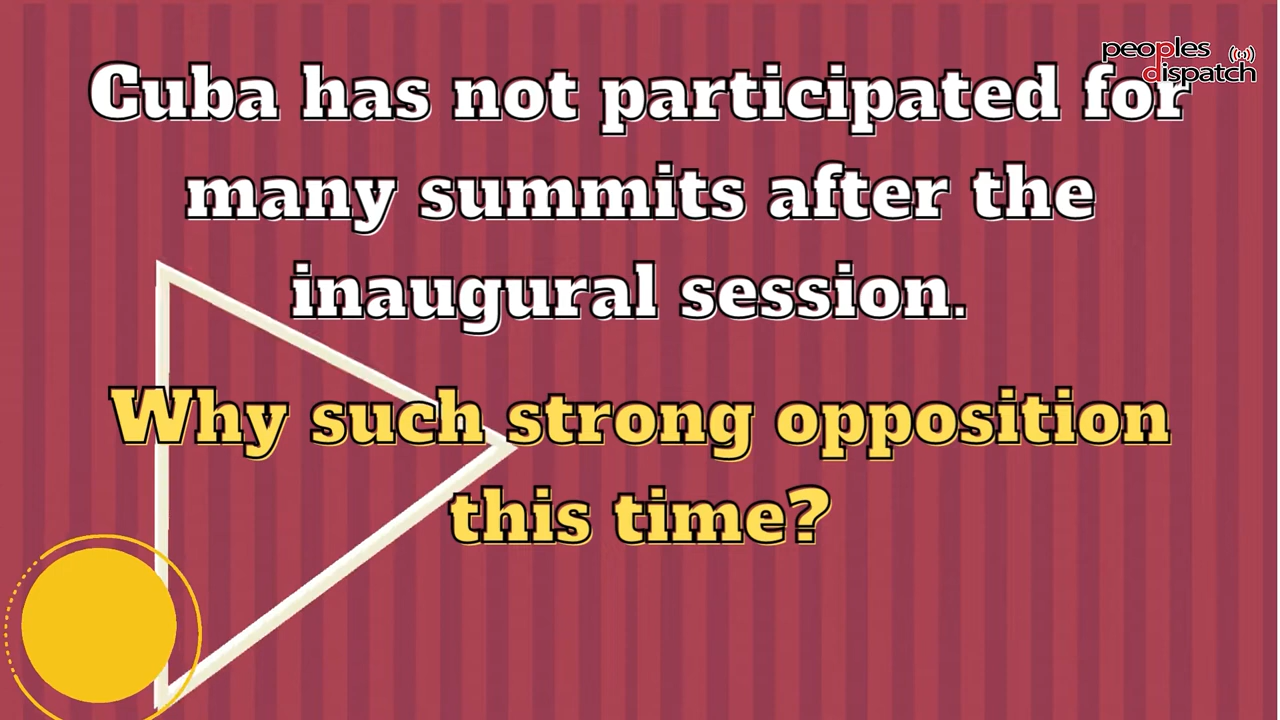 peoples
dispatch
Cuba has not participated for
many summits after the
inaugural session.
Why such strong opposition
this time?